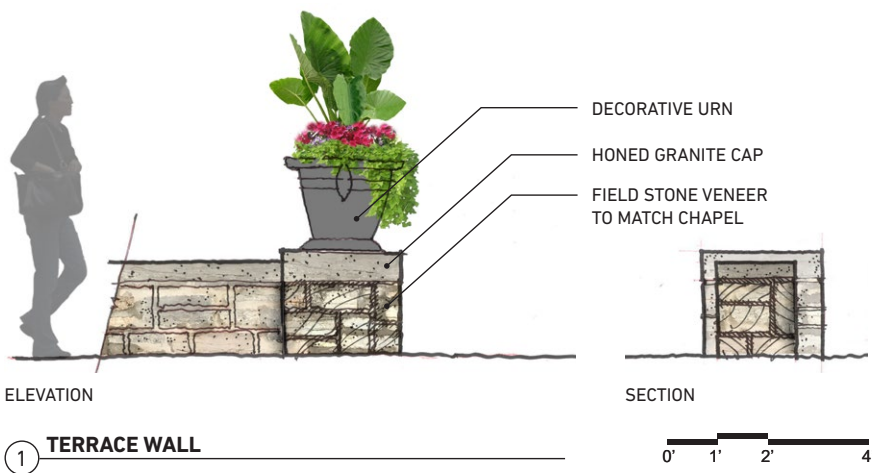 DECORATIVE URN
HONED GRANITE CAP
FIELD STONE VENEER
TO MATCH CHAPEL
ELEVATION
SECTION
1 TERRACE WALL
0' 1' 2' 4